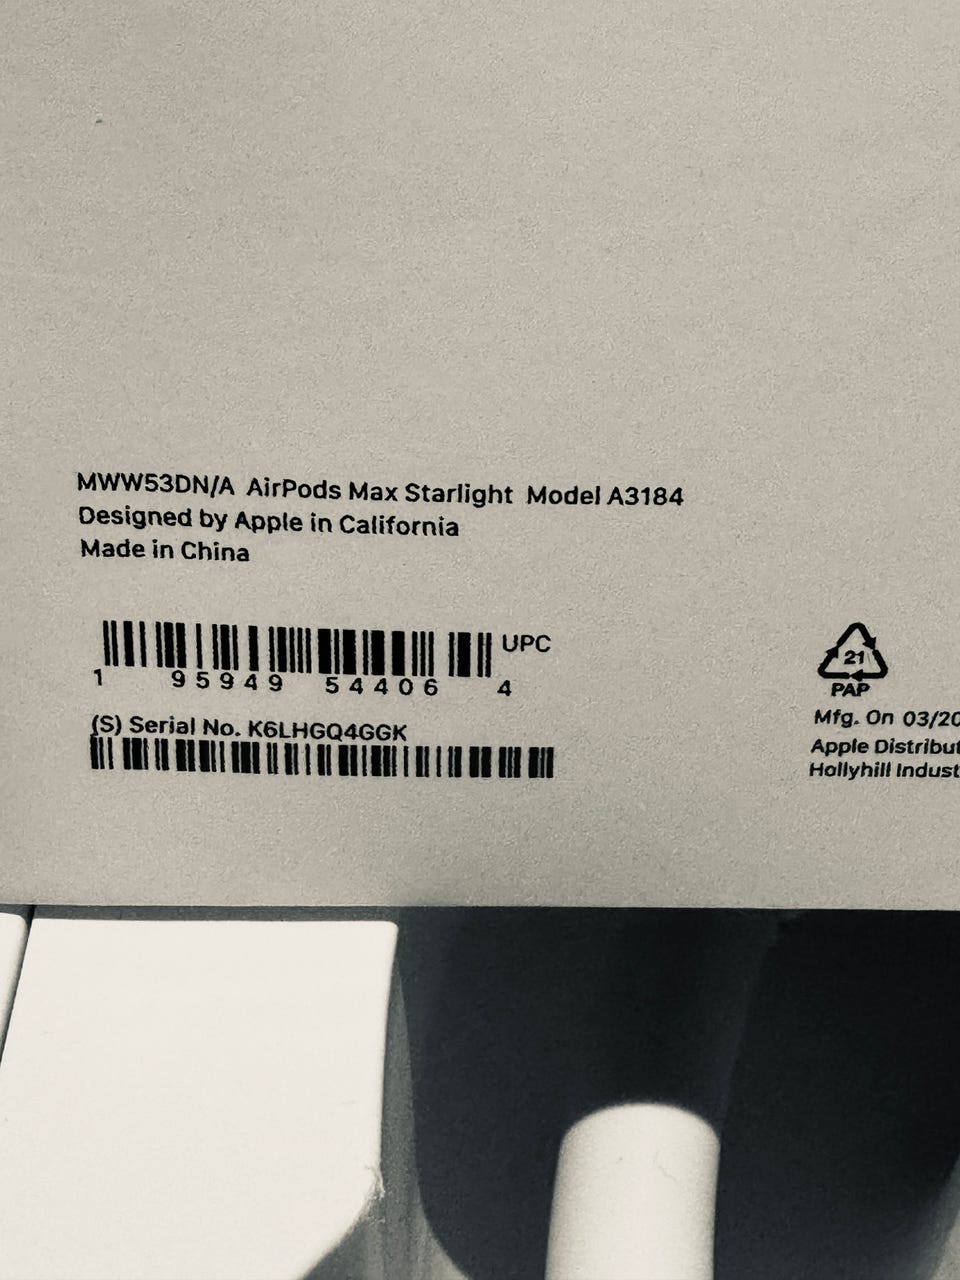 MWW53DN/A AirPods Max Starlight Model A3184
Designed by Apple in California
Made in China
UPC
1 95949 54406 4
(S) Serial No. K6LHGQ4GGK
21
PAP
Mfg. On 03/20
Apple Distribut
Hollyhill Indust